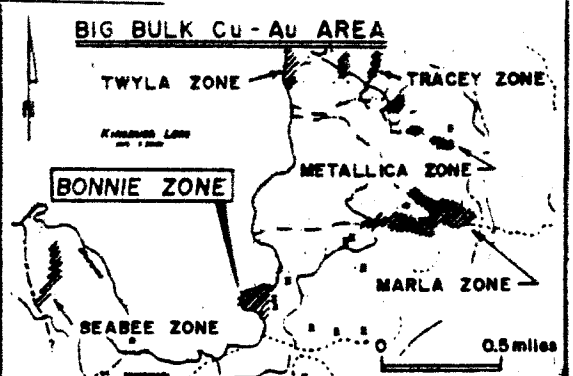 BIG BULK Cu - Au AREA
TWYLA ZONE
TRACEY ZONE
METALLICA ZONE
BONNIE ZONE
MARLA ZONE
SEABEE ZONE
0 0.5 miles